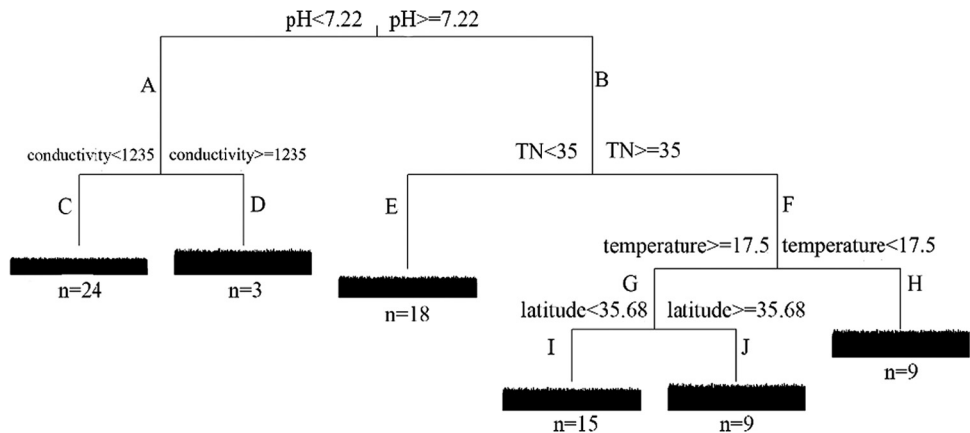 pH<7.22 pH>=7.22
A
B
conductivity<1235 conductivity>=1235
TN<35 TN>=35
C
D
E
F
temperature>=17.5 temperature<17.5
n=24
n=3
G
H
n=18
latitude<35.68 latitude>=35.68
I
J
n=9
n=15
n=9